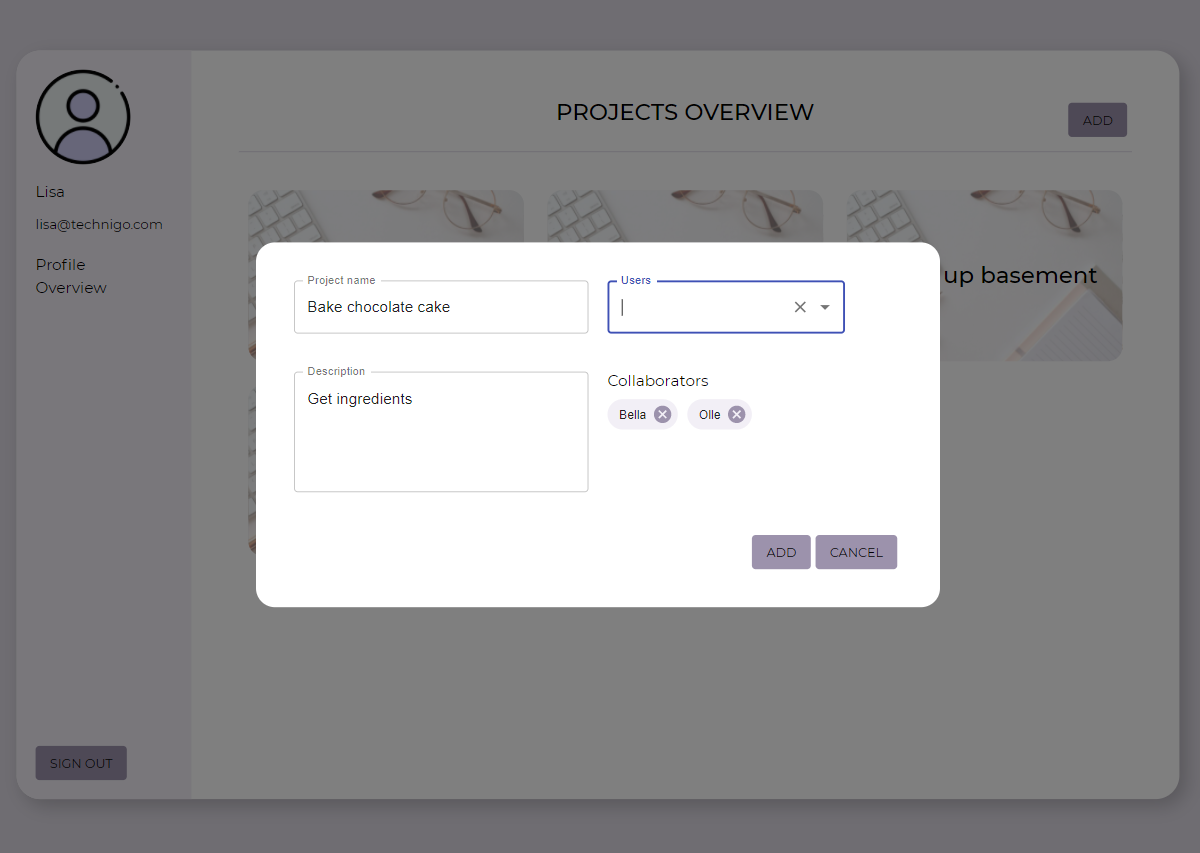 PROJECTS OVERVIEW
ADD
Lisa
lisa@technigo.com
Profile
Overview
up basement
Project name
Bake chocolate cake
Users
Description
Get ingredients
Collaborators
Bella
Olle
ADD
CANCEL
SIGN OUT